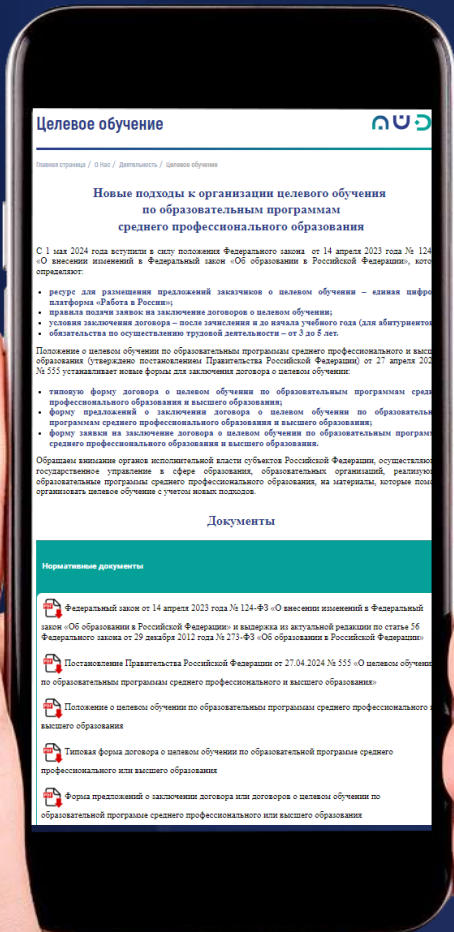 Целевое обучение
Главная страница / О Нас / Деятельность / Целевое обучение
Новые подходы к организации целевого обучения
по образовательным программам
среднего профессионального образования
С 1 мая 2024 года вступили в силу положения Федерального закона от 14 апреля 2023 года № 124
«О внесении изменений в Федеральный закон «Об образовании в Российской Федерации», кото
определяют:
• ресурс для размещения предложений заказчиков о целевом обучении – единая цифро
платформа «Работа в России»;
• правила подачи заявок на заключение договоров о целевом обучении;
• условия заключения договора – после зачисления и до начала учебного года (для абитуриенто
• обязательства по осуществлению трудовой деятельности – от 3 до 5 лет.
Положение о целевом обучении по образовательным программам среднего профессионального и высш
образования (утверждено постановлением Правительства Российской Федерации) от 27 апреля 202
№ 555 устанавливает новые формы для заключения договора о целевом обучении:
• типовую форму договора о целевом обучении по образовательным программам средн
профессионального образования и высшего образования;
• форму предложений о заключении договора о целевом обучении по образовательн
программам среднего профессионального образования и высшего образования;
• форму заявки на заключение договора о целевом обучении по образовательным програм
среднего профессионального образования и высшего образования.
Обращаем внимание органов исполнительной власти субъектов Российской Федерации, осуществляю
государственное управление в сфере образования, образовательных организаций, реализую
образовательные программы среднего профессионального образования, на материалы, которые помо
организовать целевое обучение с учетом новых подходов.
Документы
Нормативные документы
PDF Федеральный закон от 14 апреля 2023 года № 124-ФЗ «О внесении изменений в Федеральный
закон «Об образовании в Российской Федерации» и выдержка из актуальной редакции по статье 56
Федерального закона от 29 декабря 2012 года № 273-ФЗ «Об образовании в Российской Федерации»
PDF Постановление Правительства Российской Федерации от 27.04.2024 № 555 «О целевом обучени
по образовательным программам среднего профессионального и высшего образования»
PDF Положение о целевом обучении по образовательным программам среднего профессионального и
высшего образования
PDF Типовая форма договора о целевом обучении по образовательной программе среднего
профессионального или высшего образования
PDF Форма предложений о заключении договора или договоров о целевом обучении по
образовательной программе среднего профессионального или высшего образования